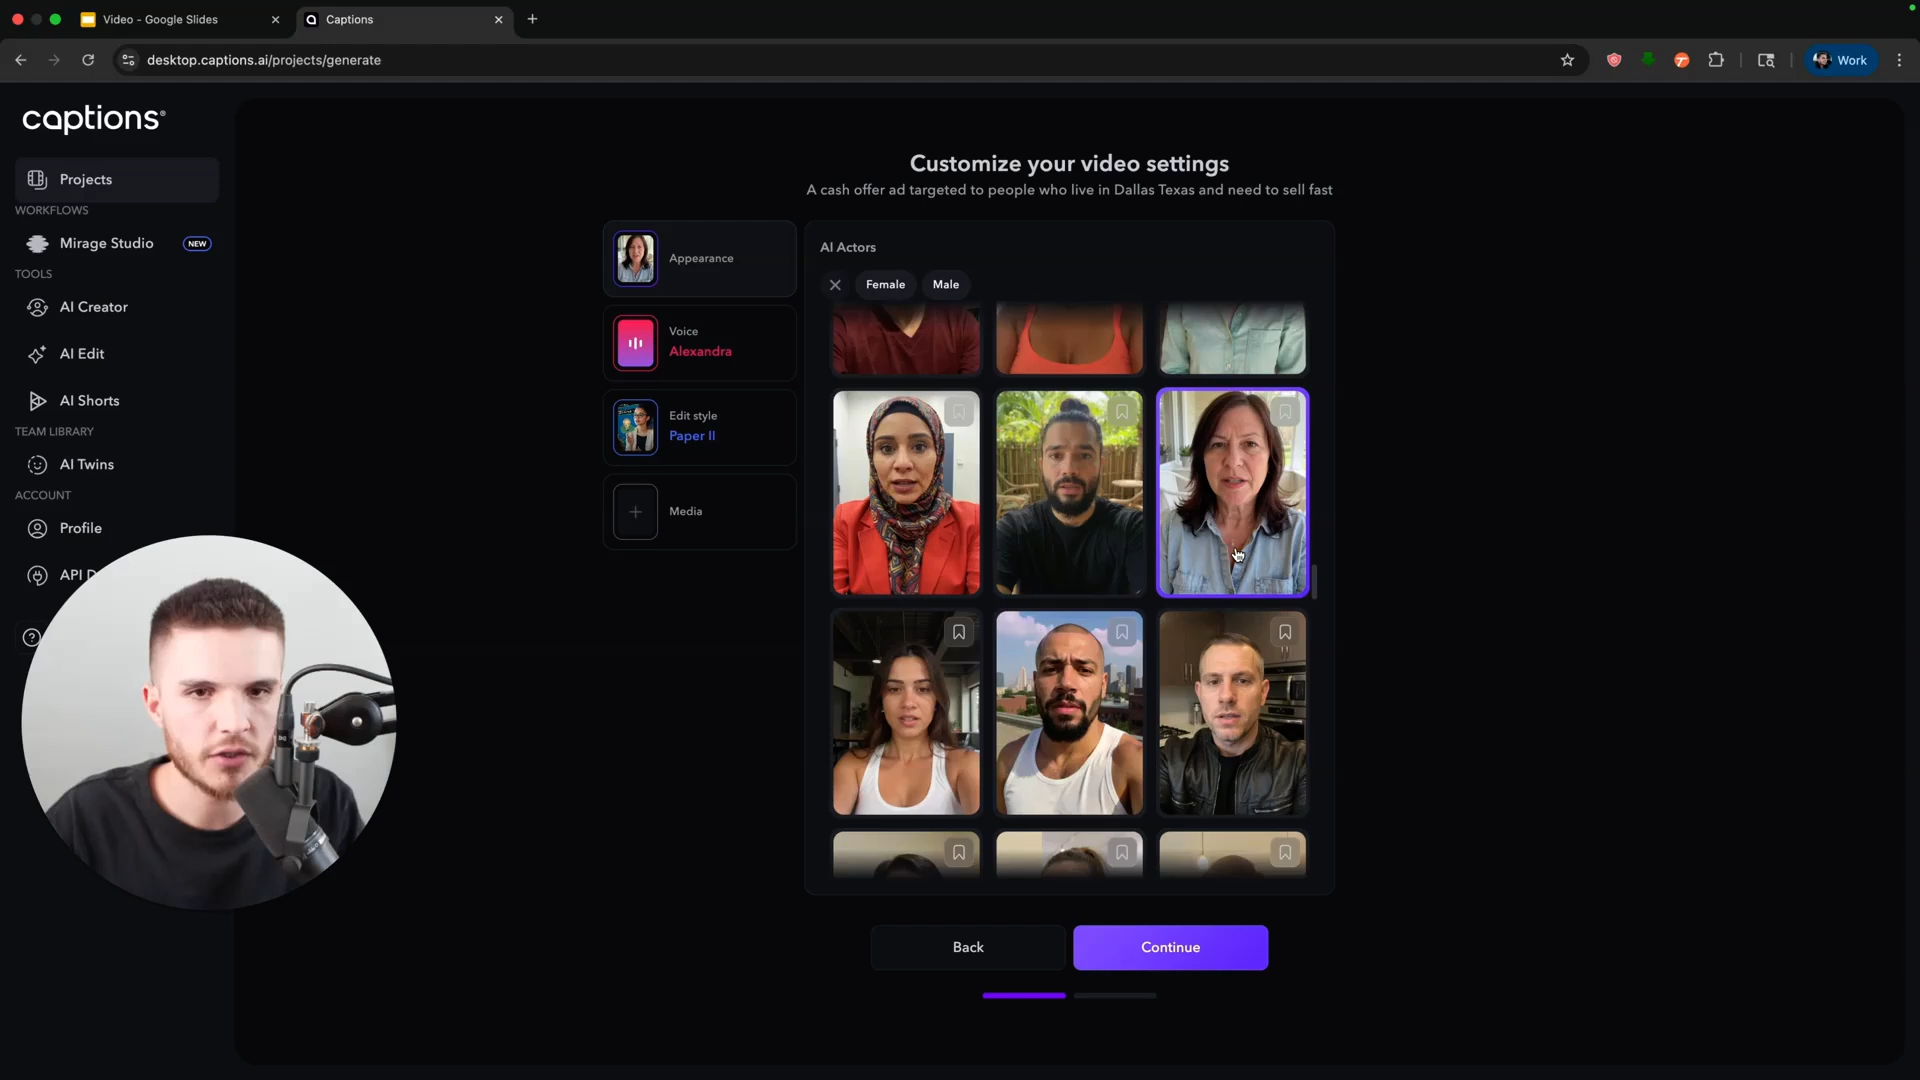 Video - Google Slides
Captions
desktop.captions.ai/projects/generate
Work
captions
Projects
WORKFLOWS
Mirage Studio
NEW
TOOLS
AI Creator
AI Edit
AI Shorts
TEAM LIBRARY
AI Twins
ACCOUNT
Profile
API
Customize your video settings
A cash offer ad targeted to people who live in Dallas Texas and need to sell fast
Appearance
Voice
Alexandra
Edit style
Paper II
Media
AI Actors
Female
Male
Back
Continue